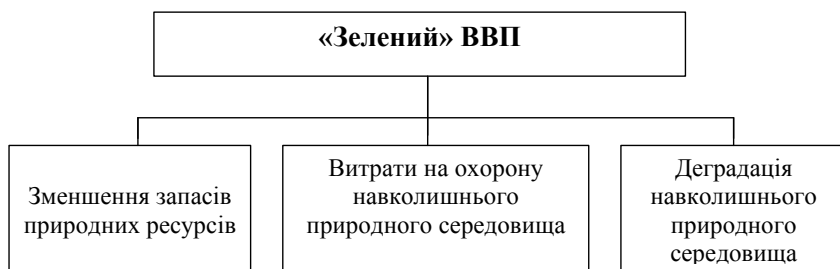 «Зелений» ВВП
Зменшення запасів
природних ресурсів
Витрати на охорону
навколишнього
природного середовища
Деградація
навколишнього
природного
середовища